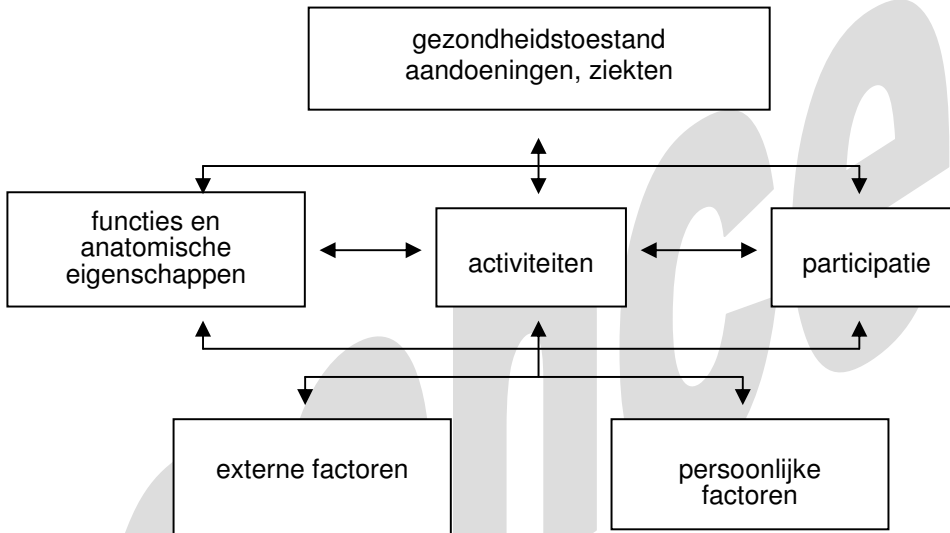 gezondheidstoestand
aandoeningen, ziekten
functies en
anatomische
eigenschappen
activiteiten
participatie
externe factoren
persoonlijke
factoren